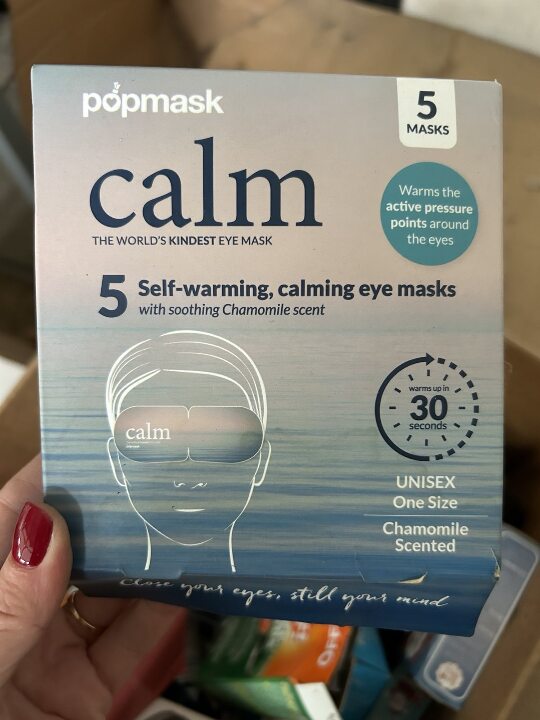 popmask
5
MASKS
calm
THE WORLD'S KINDEST EYE MASK
Warms the
active pressure
points around
the eyes
5 Self-warming, calming eye masks
with soothing Chamomile scent
calm
warms up in
30
seconds
UNISEX
One Size
Chamomile
Scented
close your eyes, still your mind